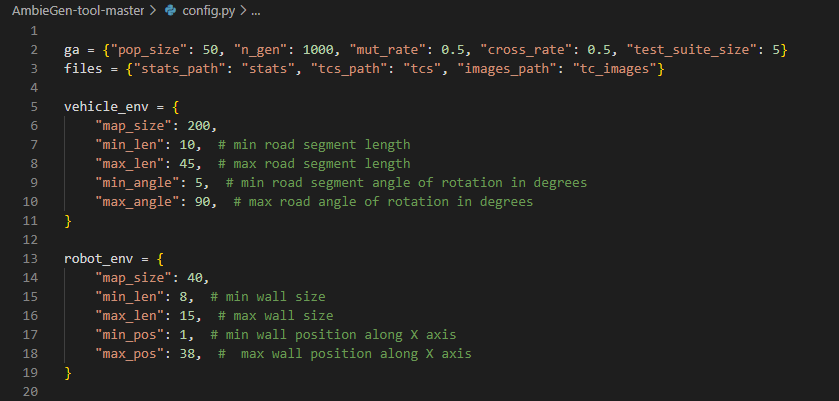 AmbieGen-tool-master > config.py > ...
1
2 ga = {"pop_size": 50, "n_gen": 1000, "mut_rate": 0.5, "cross_rate": 0.5, "test_suite_size": 5}
3 files = {"stats_path": "stats", "tcs_path": "tcs", "images_path": "tc_images"}
4
5 vehicle_env = {
6     "map_size": 200,
7     "min_len": 10,  # min road segment length
8     "max_len": 45,  # max road segment length
9     "min_angle": 5,  # min road segment angle of rotation in degrees
10     "max_angle": 90,  # max road angle of rotation in degrees
11 }
12
13 robot_env = {
14     "map_size": 40,
15     "min_len": 8,  # min wall size
16     "max_len": 15,  # max wall size
17     "min_pos": 1,  # min wall position along X axis
18     "max_pos": 38,  #  max wall position along X axis
19 }
20